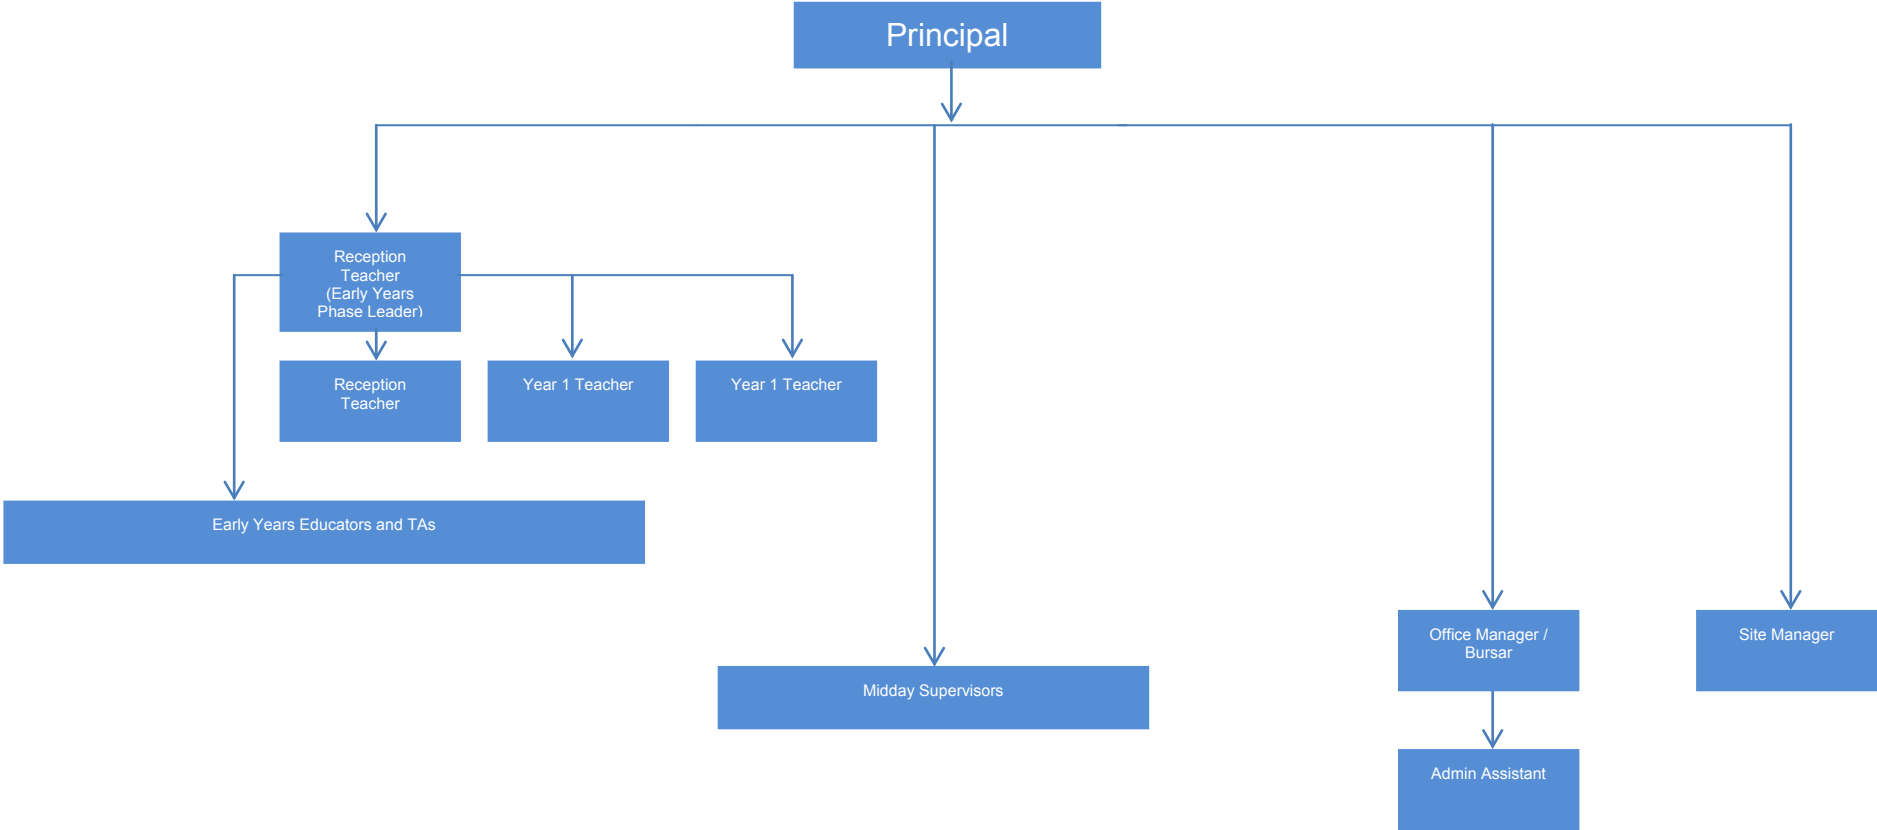 Principal
Reception
Teacher
(Early Years
Phase Leader)
Reception
Teacher
Year 1 Teacher
Year 1 Teacher
Early Years Educators and TAs
Midday Supervisors
Office Manager /
Bursar
Site Manager
Admin Assistant